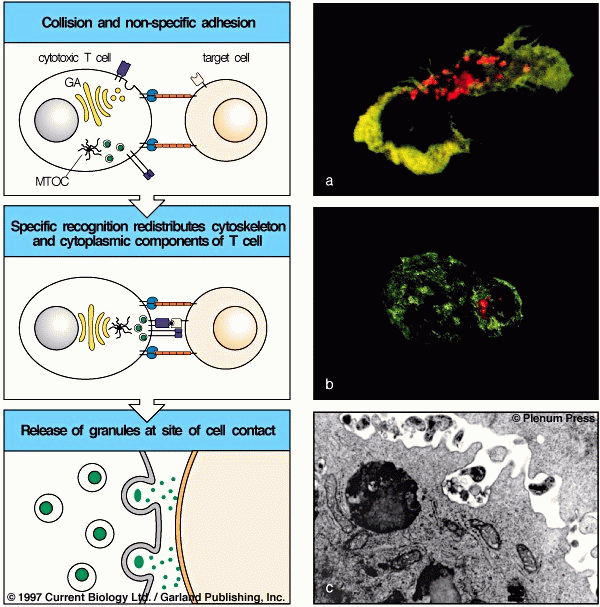 Collision and non-specific adhesion
cytotoxic T cell
target cell
GA
MTOC
a
Specific recognition redistributes cytoskeleton
and cytoplasmic components of T cell
b
Release of granules at site of cell contact
© Plenum Press
c
© 1997 Current Biology Ltd. / Garland Publishing, Inc.